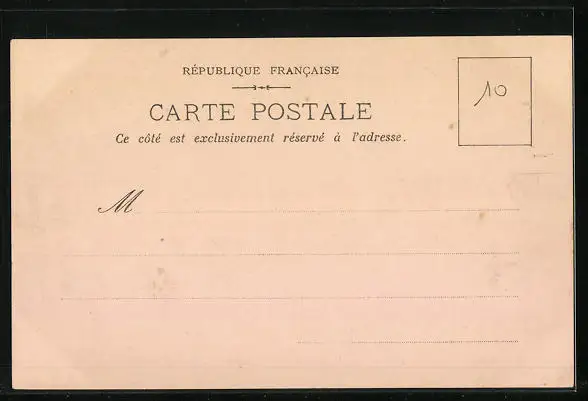 RÉPUBLIQUE FRANÇAISE
10
CARTE POSTALE
Ce côté est exclusivement réservé à l'adresse.
M